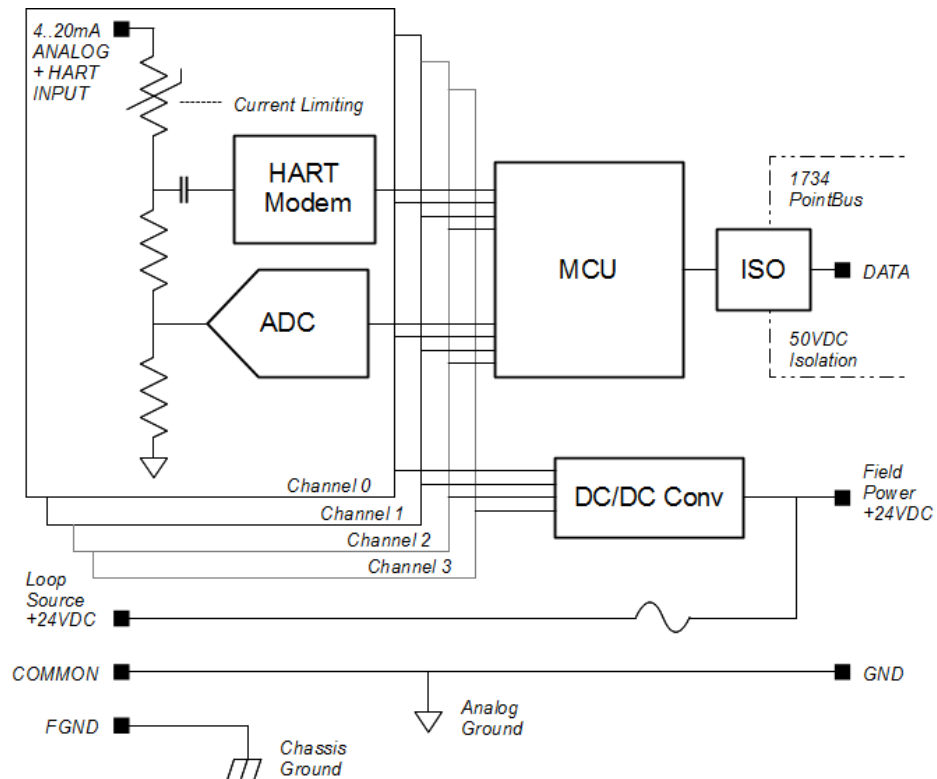 4..20mA
ANALOG
+ HART
INPUT
Current Limiting
HART
Modem
ADC
Channel 0
Channel 1
Channel 2
Channel 3
MCU
1734
PointBus
ISO
DATA
50VDC
Isolation
DC/DC Conv
Field
Power
+24VDC
Loop
Source
+24VDC
COMMON
GND
Analog
Ground
FGND
Chassis
Ground